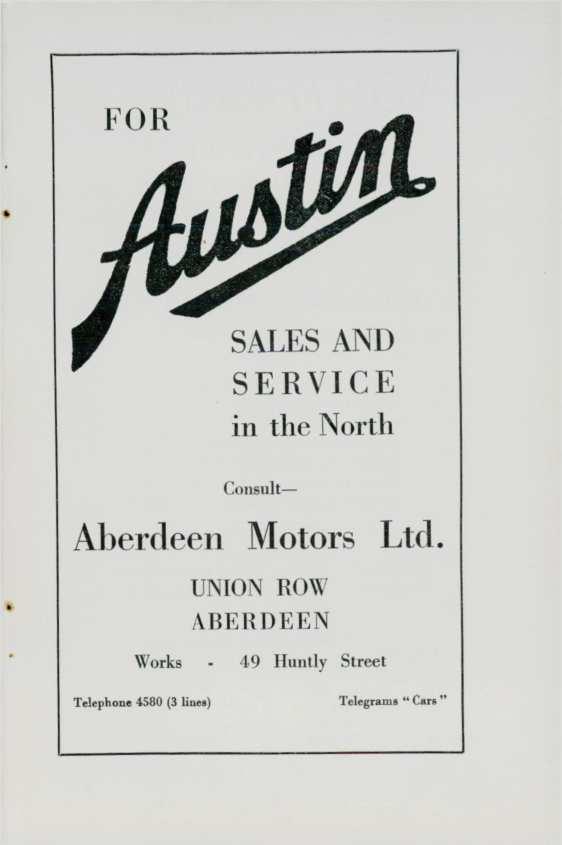 FOR
Austin
SALES AND
SERVICE
in the North
Consult—
Aberdeen Motors Ltd.
UNION ROW
ABERDEEN
Works - 49 Huntly Street
Telephone 4580 (3 lines) Telegrams "Cars"